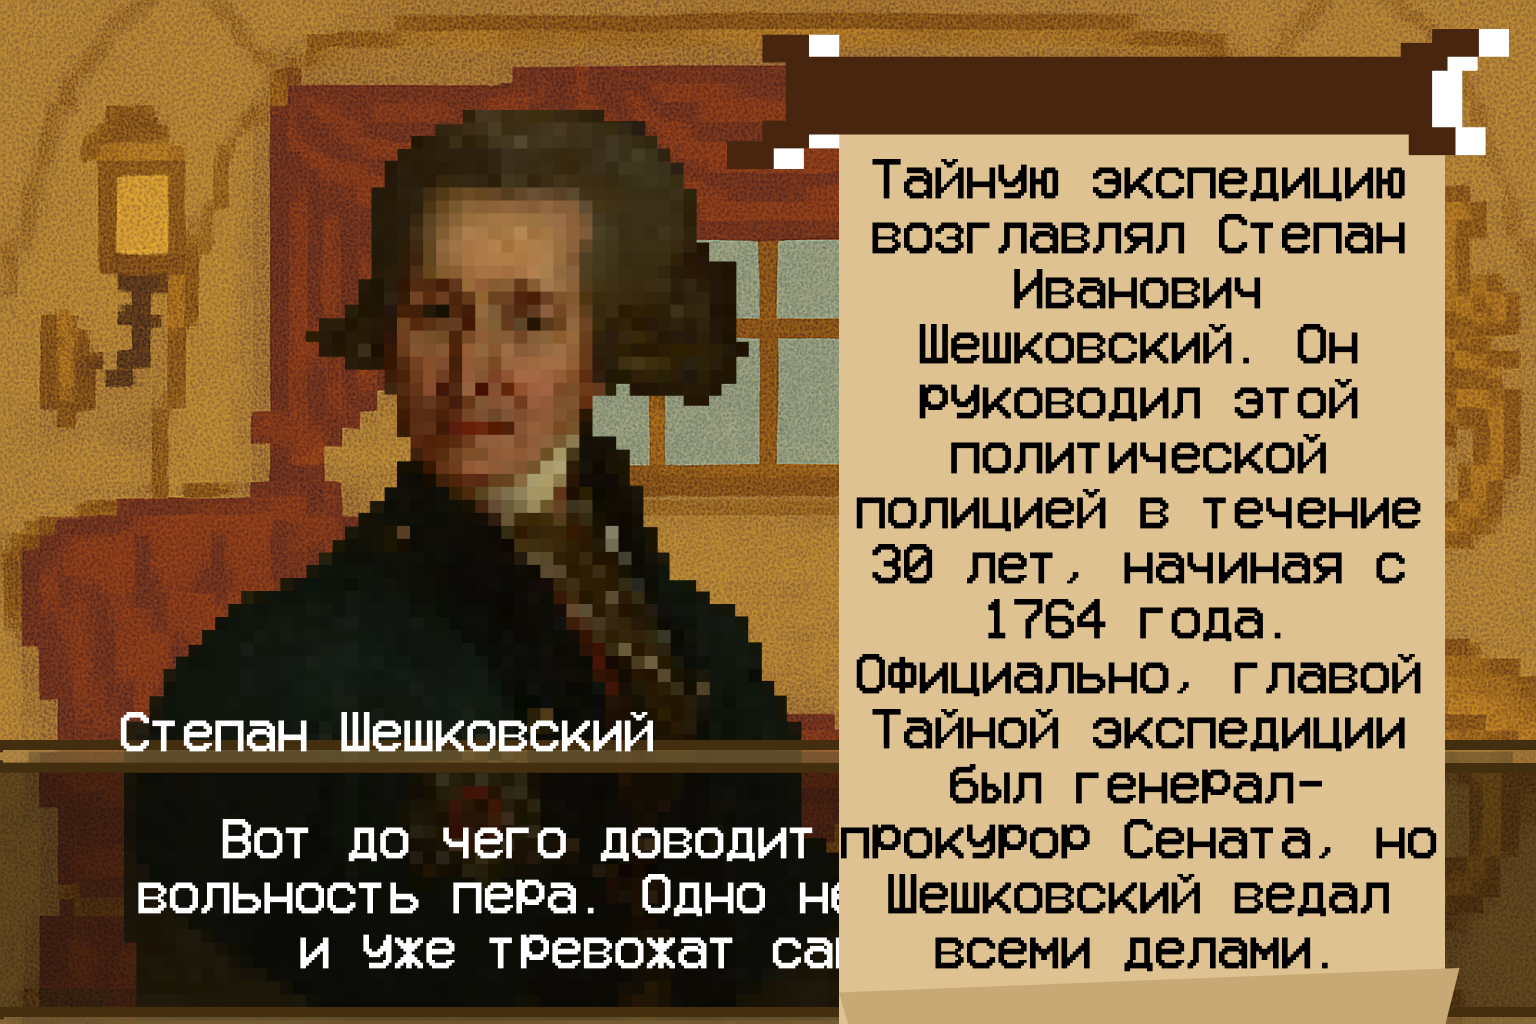 Тайную экспедицию
возглавлял Степан
Иванович
Шешковский. Он
руководил этой
политической
полицией в течение
30 лет, начиная с
1764 года.
Официально, главой
Тайной экспедиции
был генерал-
прокурор Сената, но
Шешковский ведал
всеми делами.
Степан Шешковский
Вот до чего доводит
вольность пера. Одно
и уже тревожат